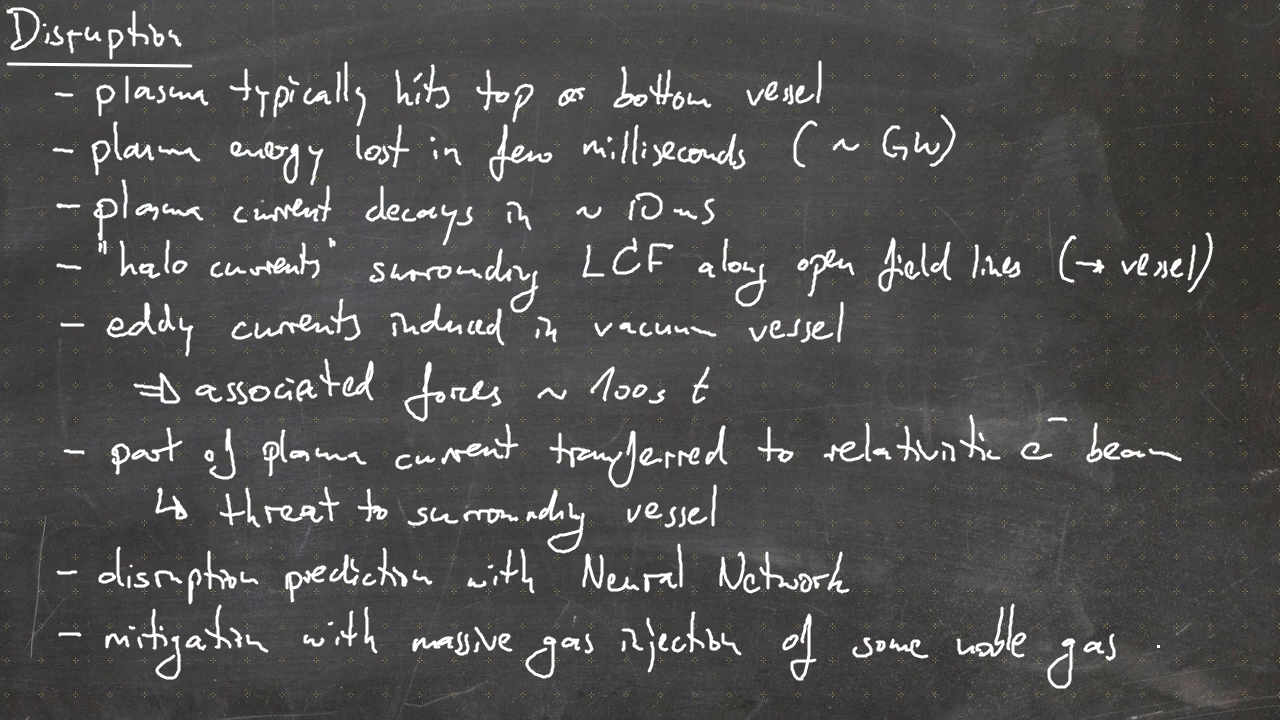 Disruption
- plasma typically hits top or bottom vessel
- plasma energy lost in few milliseconds (~ GW)
- plasma current decays in ~ 10 ms
- "halo currents" surrounding LCF along open field lines (→ vessel)
- eddy currents induced in vacuum vessel
⇒ associated forces ~ 100s t
- part of plasma current transferred to relativistic e⁻ beam
↳ threat to surrounding vessel
- disruption prediction with Neural Network
- mitigation with massive gas injection of some noble gas